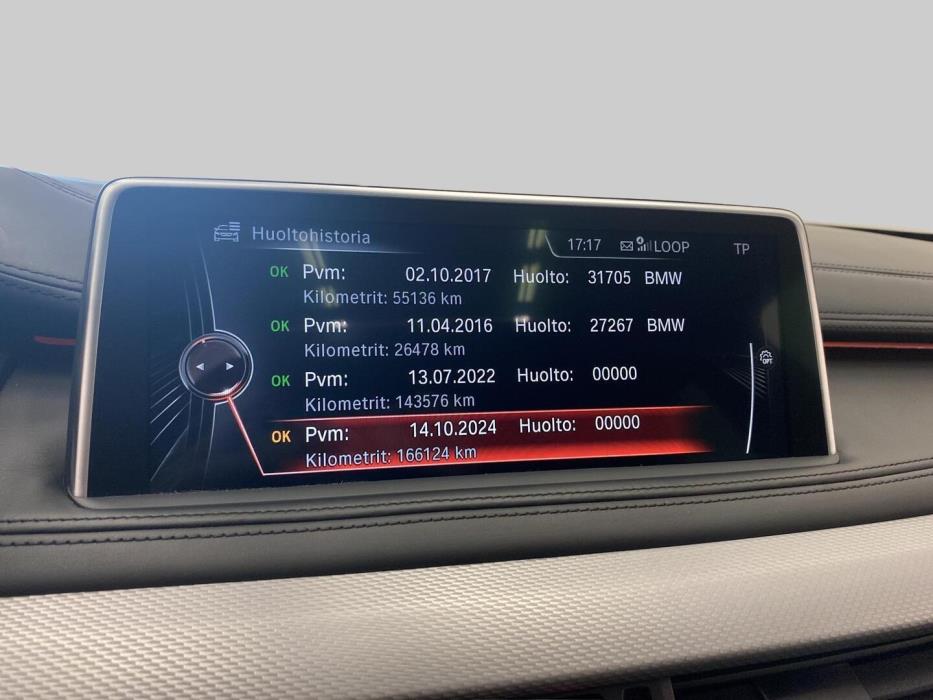 Huoltohistoria 17:17 LOOP TP
OK Pvm: 02.10.2017 Huolto: 31705 BMW
Kilometrit: 55136 km
OK Pvm: 11.04.2016 Huolto: 27267 BMW
Kilometrit: 26478 km
OK Pvm: 13.07.2022 Huolto: 00000
Kilometrit: 143576 km
OK Pvm: 14.10.2024 Huolto: 00000
Kilometrit: 166124 km
OPT